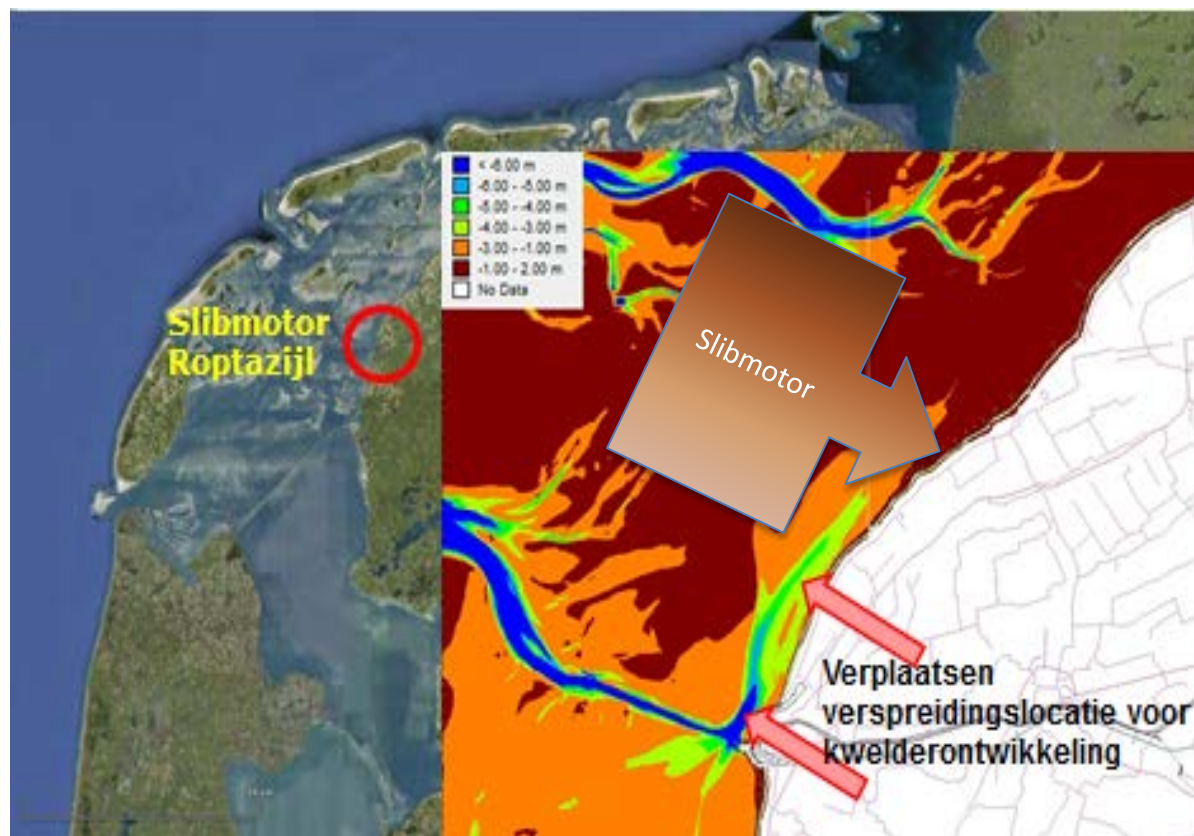 Slibmotor
Roptazijl
< -6.00 m
-6.00 - -5.00 m
-5.00 - -4.00 m
-4.00 - -3.00 m
-3.00 - -1.00 m
-1.00 - 2.00 m
No Data
Slibmotor
Verplaatsen
verspreidingslocatie voor
kwelderontwikkeling